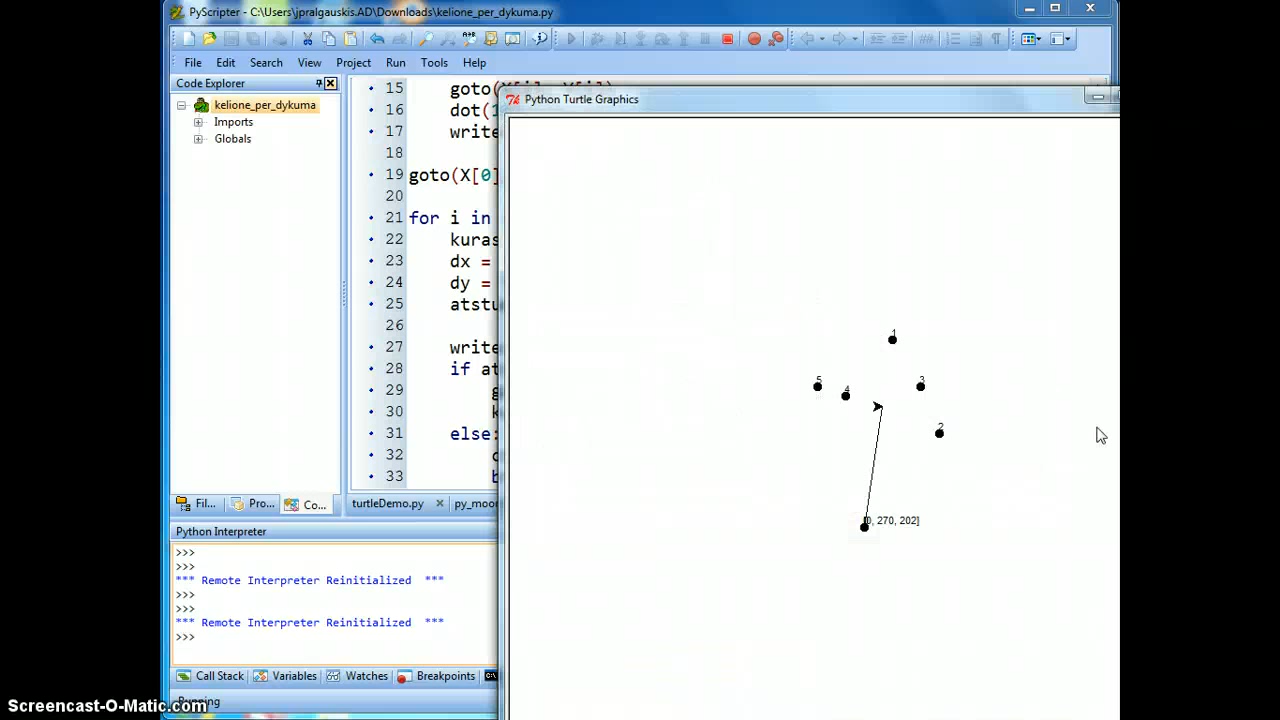 PyScripter - C:\Users\jpralgauskis.AD\Downloads\kelione_per_dykuma.py
File Edit Search View Project Run Tools Help
Code Explorer
kelione_per_dykuma
Imports
Globals
15 goto(X[i], Y[i])
16 dot(1
17 write
18
19 goto(X[0]
20
21 for i in
22 kuras
23 dx =
24 dy =
25 atstu
26
27 write
28 if at
29 g
30 k
31 else:
32
33 b
Python Turtle Graphics
1
5
4
3
2
[0, 270, 202]
Fil... Pro... Co...
turtleDemo.py py_moo
Python Interpreter
>>>
>>>
*** Remote Interpreter Reinitialized ***
>>>
>>>
*** Remote Interpreter Reinitialized ***
>>>
Call Stack Variables Watches Breakpoints
Running
Screencast-O-Matic.com